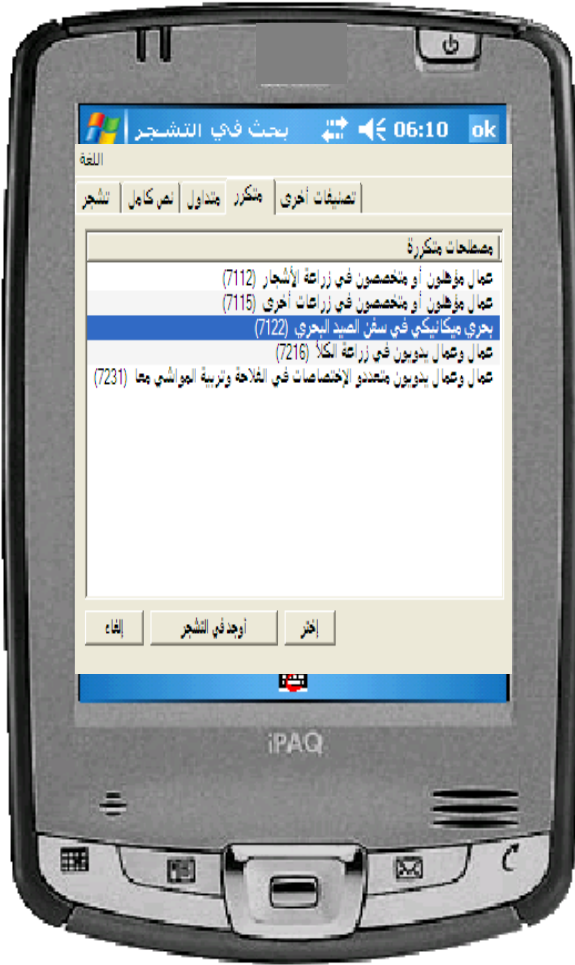 بحث في التشجر 06:10 ok
اللغة
تصنيفات أخرى متكرر متداول نص كامل تشجر
مصطلحات متكررة
عمال مؤهلون أو متخصصون في زراعة الأشجار (7112)
عمال مؤهلون أو متخصصون في زراعات أخرى (7115)
بحري ميكانيكي في سفن الصيد البحري (7122)
عمال وعمال يدويون في زراعة الكلأ (7216)
عمال وعمال يدويون متعددو الإختصاصات في الفلاحة وتربية المواشي معا (7231)
إختر أوجد في التشجر إلغاء
iPAQ